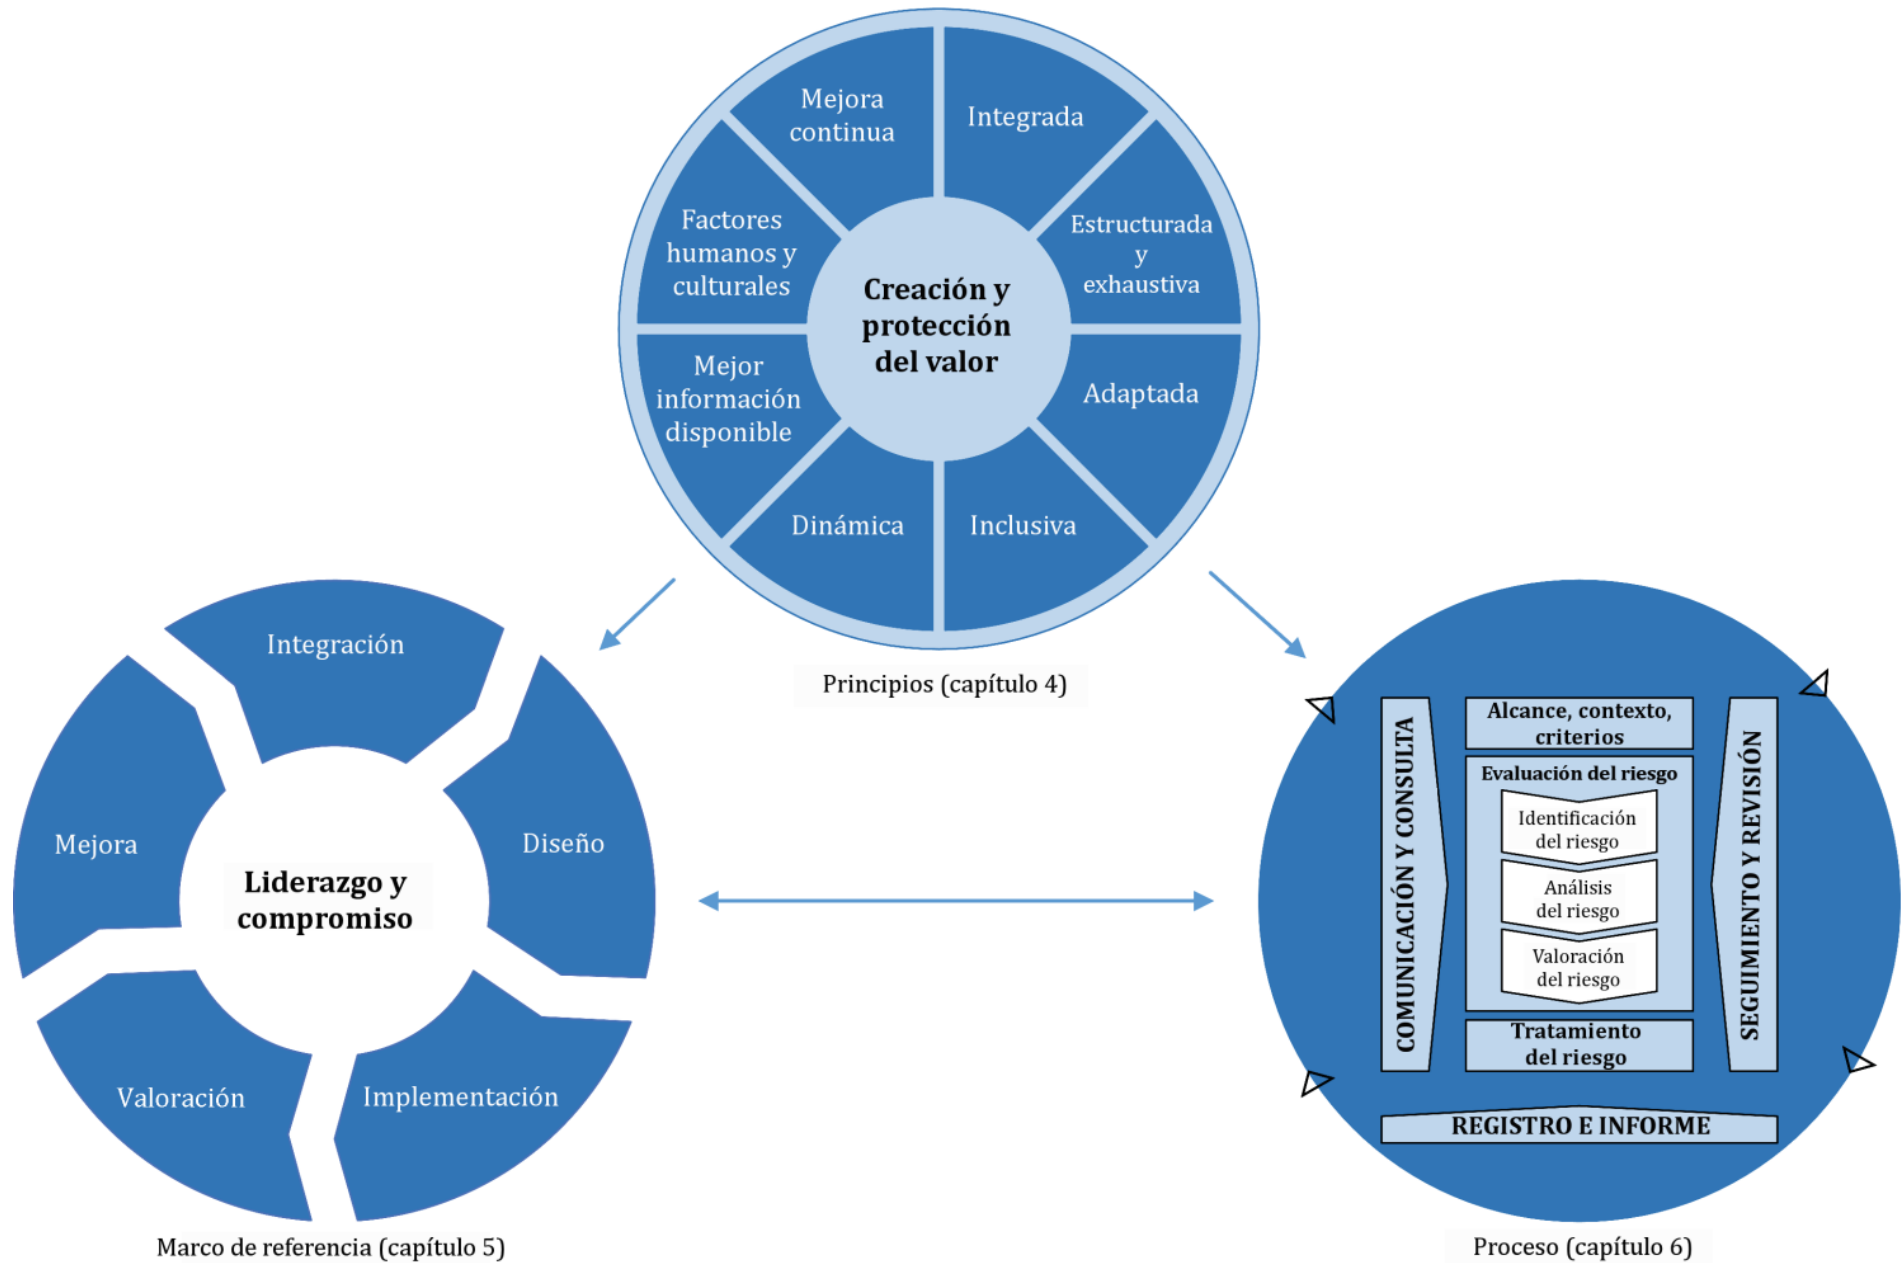 Mejora
continua
Integrada
Factores
humanos y
culturales
Estructurada
y
exhaustiva
Creación y
protección
del valor
Mejor
información
disponible
Adaptada
Dinámica
Inclusiva
Principios (capítulo 4)
Integración
Mejora
Diseño
Liderazgo y
compromiso
Valoración
Implementación
Marco de referencia (capítulo 5)
COMUNICACIÓN Y CONSULTA
Alcance, contexto,
criterios
Evaluación del riesgo
Identificación
del riesgo
Análisis
del riesgo
Valoración
del riesgo
Tratamiento
del riesgo
SEGUIMIENTO Y REVISIÓN
REGISTRO E INFORME
Proceso (capítulo 6)